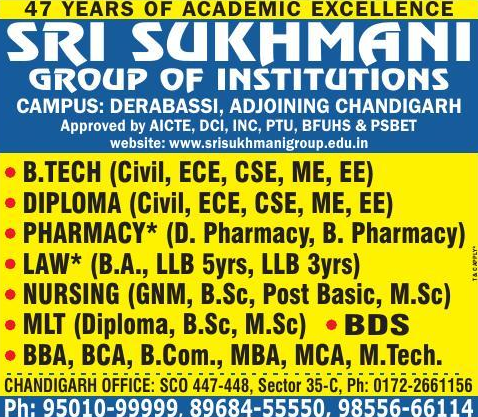 47 YEARS OF ACADEMIC EXCELLENCE
SRI SUKHMANI
GROUP OF INSTITUTIONS
CAMPUS: DERABASSI, ADJOINING CHANDIGARH
Approved by AICTE, DCI, INC, PTU, BFUHS & PSBET
website: www.srisukhmanigroup.edu.in
• B.TECH (Civil, ECE, CSE, ME, EE)
• DIPLOMA (Civil, ECE, CSE, ME, EE)
• PHARMACY* (D. Pharmacy, B. Pharmacy)
• LAW* (B.A., LLB 5yrs, LLB 3yrs)
• NURSING (GNM, B.Sc, Post Basic, M.Sc)
• MLT (Diploma, B.Sc, M.Sc) • BDS
• BBA, BCA, B.Com., MBA, MCA, M.Tech.
T & C APPLY*
CHANDIGARH OFFICE: SCO 447-448, Sector 35-C, Ph: 0172-2661156
Ph: 95010-99999, 89684-55550, 98556-66114